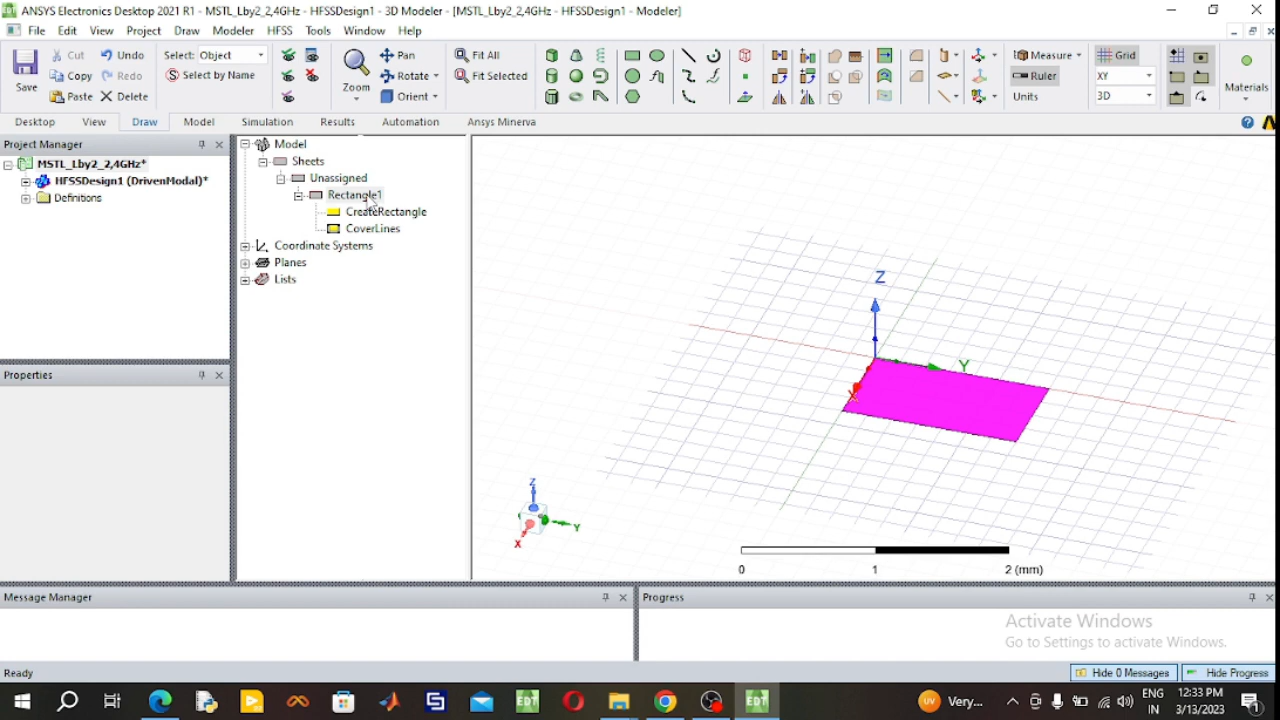 ANSYS Electronics Desktop 2021 R1 - MSTL_Lby2_2,4GHz - HFSSDesign1 - 3D Modeler - [MSTL_Lby2_2,4GHz - HFSSDesign1 - Modeler]
File Edit View Project Draw Modeler HFSS Tools Window Help
Save Cut Copy Paste Undo Redo Delete Select: Object Select by Name Zoom Pan Rotate Orient Fit All Fit Selected Measure Ruler Units Grid XY 3D Materials
Desktop View Draw Model Simulation Results Automation Ansys Minerva
Project Manager
MSTL_Lby2_2,4GHz*
HFSSDesign1 (DrivenModal)*
Definitions
Properties
Model
Sheets
Unassigned
Rectangle1
CreateRectangle
CoverLines
Coordinate Systems
Planes
Lists
Z
Y
X
Z
Y
X
0 1 2 (mm)
Message Manager
Progress
Activate Windows
Go to Settings to activate Windows.
Ready
Hide 0 Messages Hide Progress
UV Very... ENG IN 12:33 PM 3/13/2023 1